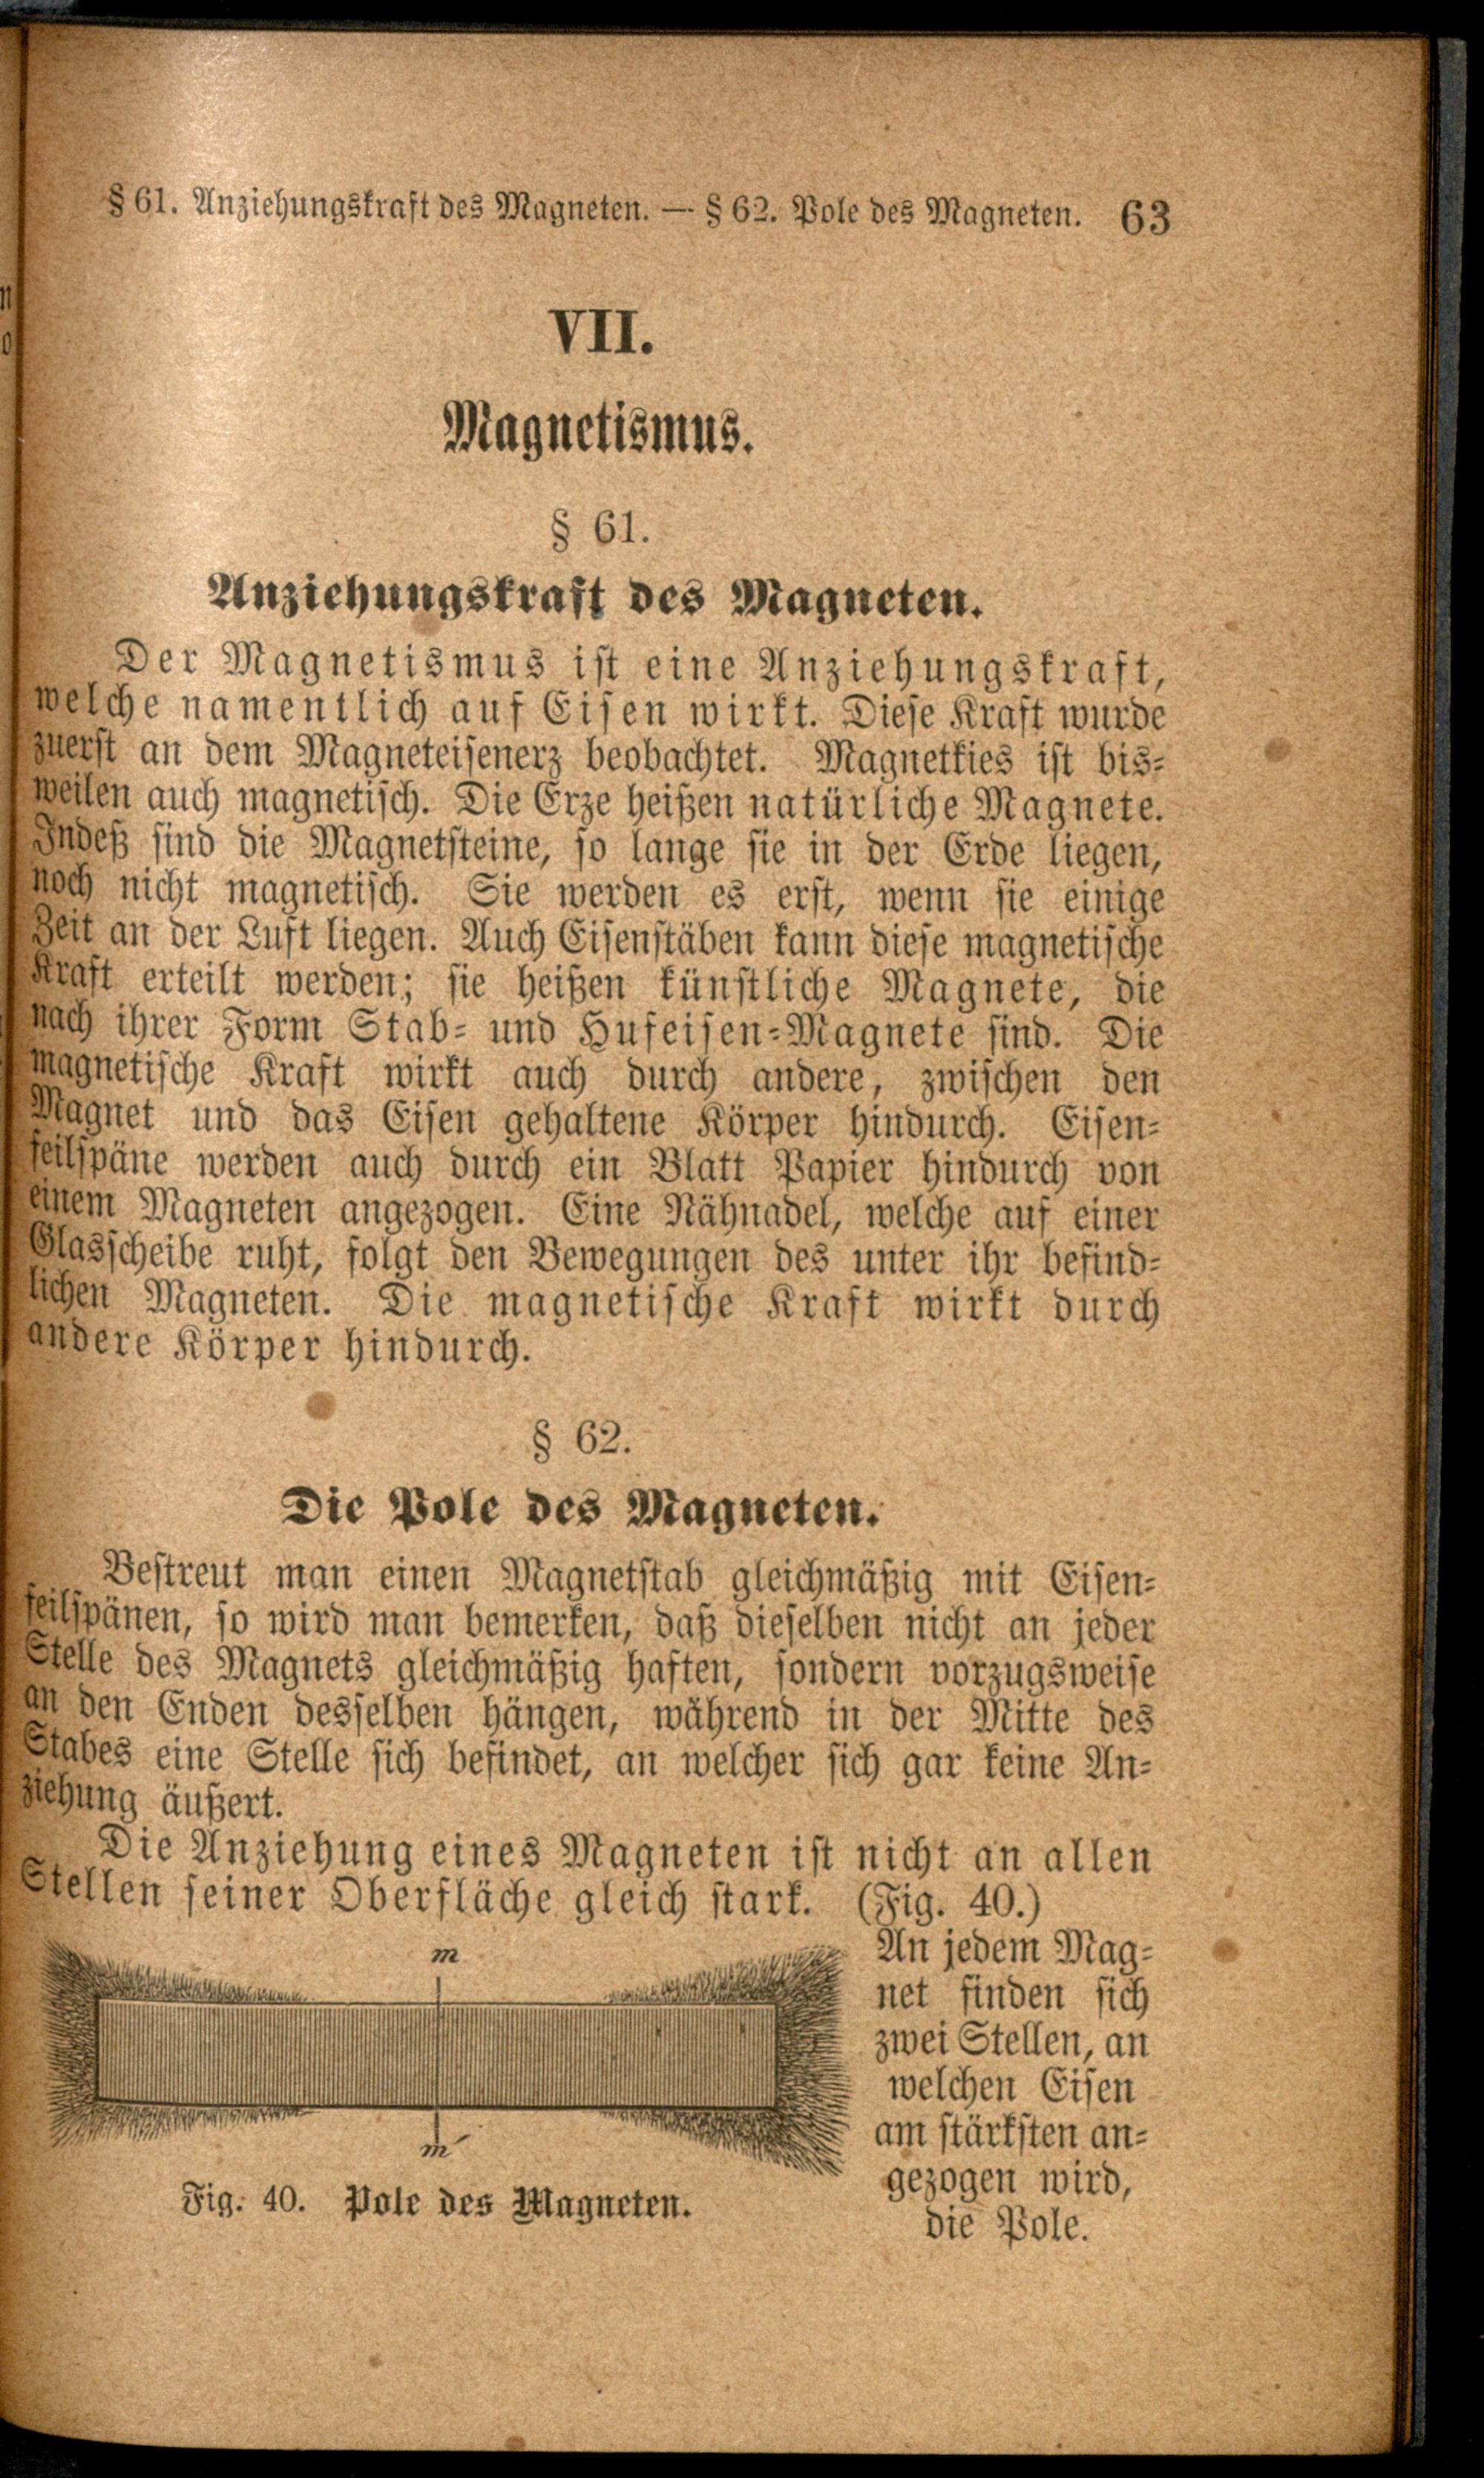 § 61. Anziehungskraft des Magneten. — § 62. Pole des Magneten. 63
VII.
Magnetismus.
§ 61.
Anziehungskraft des Magneten.
Der Magnetismus ist eine Anziehungskraft,
welche namentlich auf Eisen wirkt. Diese Kraft wurde
zuerst an dem Magneteisenerz beobachtet. Magnetkies ist bis-
weilen auch magnetisch. Die Erze heißen natürliche Magnete.
Indeß sind die Magnetsteine, so lange sie in der Erde liegen,
noch nicht magnetisch. Sie werden es erst, wenn sie einige
Zeit an der Luft liegen. Auch Eisenstäben kann diese magnetische
Kraft erteilt werden; sie heißen künstliche Magnete, die
nach ihrer Form Stab- und Hufeisen-Magnete sind. Die
magnetische Kraft wirkt auch durch andere, zwischen den
Magnet und das Eisen gehaltene Körper hindurch. Eisen-
feilspäne werden auch durch ein Blatt Papier hindurch von
einem Magneten angezogen. Eine Nähnadel, welche auf einer
Glasscheibe ruht, folgt den Bewegungen des unter ihr befind-
lichen Magneten. Die magnetische Kraft wirkt durch
andere Körper hindurch.
§ 62.
Die Pole des Magneten.
Bestreut man einen Magnetstab gleichmäßig mit Eisen-
feilspänen, so wird man bemerken, daß dieselben nicht an jeder
Stelle des Magnets gleichmäßig haften, sondern vorzugsweise
an den Enden desselben hängen, während in der Mitte des
Stabes eine Stelle sich befindet, an welcher sich gar keine An-
ziehung äußert.
Die Anziehung eines Magneten ist nicht an allen
Stellen seiner Oberfläche gleich stark. (Fig. 40.)
An jedem Mag-
net finden sich
zwei Stellen, an
welchen Eisen
am stärksten an-
gezogen wird,
die Pole.
m
m
Fig. 40. Pole des Magneten.